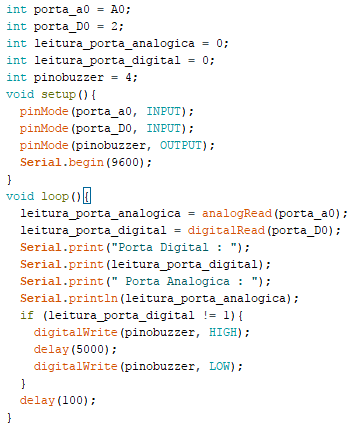 int porta_a0 = A0;
int porta_D0 = 2;
int leitura_porta_analogica = 0;
int leitura_porta_digital = 0;
int pinobuzzer = 4;
void setup(){
  pinMode(porta_a0, INPUT);
  pinMode(porta_D0, INPUT);
  pinMode(pinobuzzer, OUTPUT);
  Serial.begin(9600);
}
void loop(){
  leitura_porta_analogica = analogRead(porta_a0);
  leitura_porta_digital = digitalRead(porta_D0);
  Serial.print("Porta Digital : ");
  Serial.print(leitura_porta_digital);
  Serial.print(" Porta Analogica : ");
  Serial.println(leitura_porta_analogica);
  if (leitura_porta_digital != 1){
    digitalWrite(pinobuzzer, HIGH);
    delay(5000);
    digitalWrite(pinobuzzer, LOW);
  }
  delay(100);
}